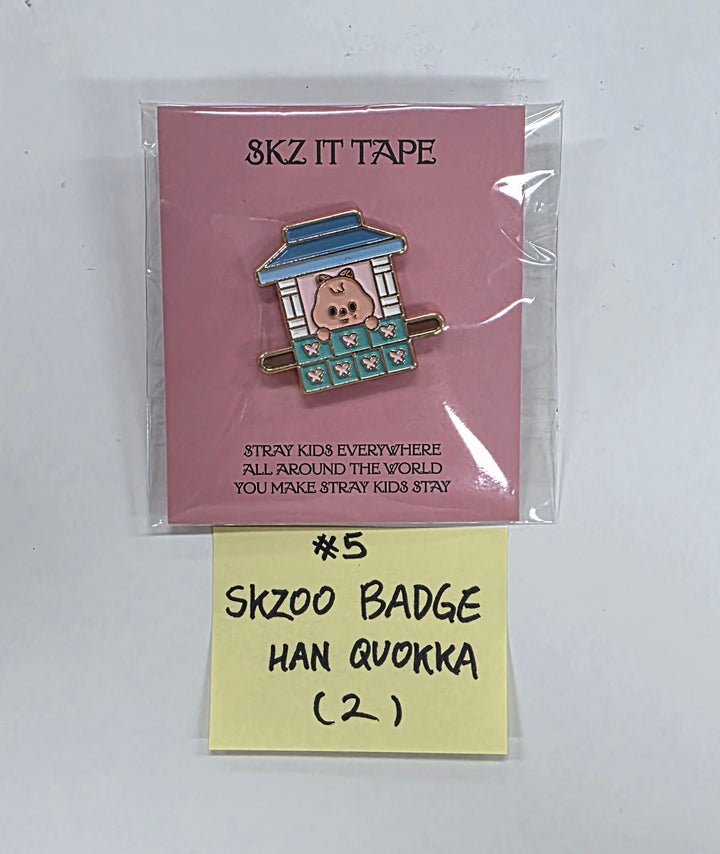 SKZ IT TAPE
STRAY KIDS EVERYWHERE
ALL AROUND THE WORLD
YOU MAKE STRAY KIDS STAY
#5
SKZOO BADGE
HAN QUOKKA
(2)